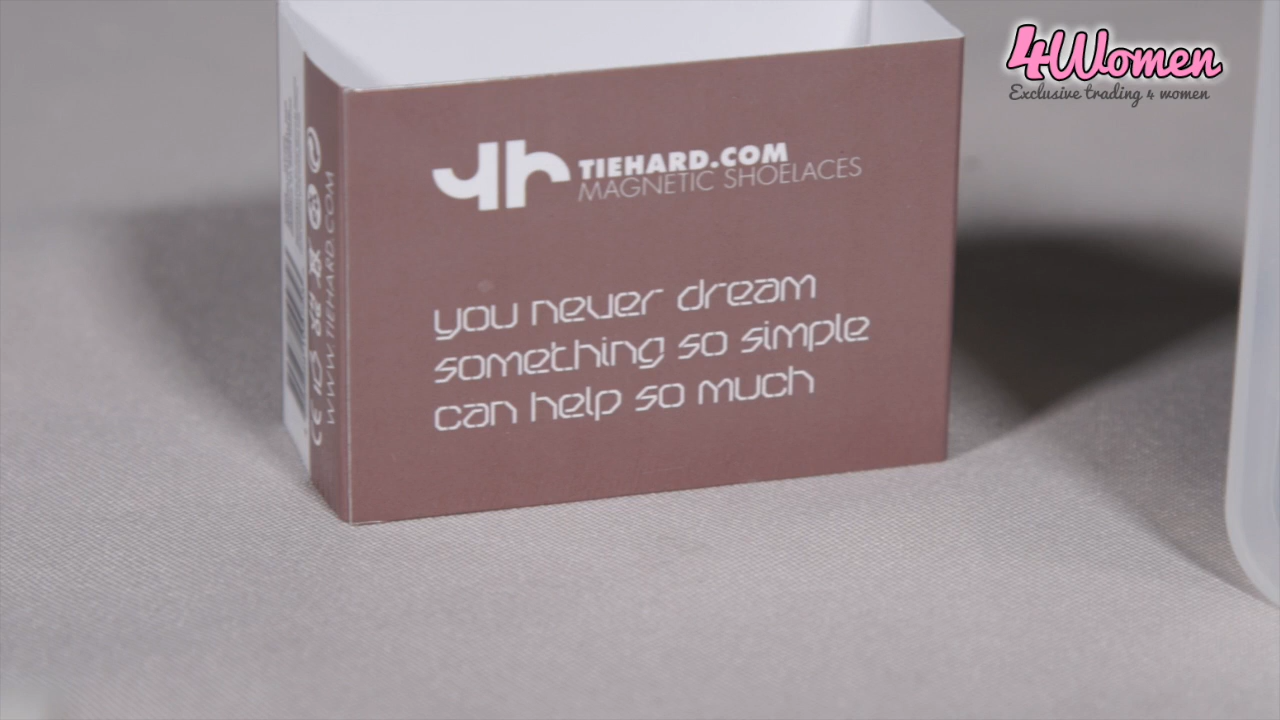 4Women
Exclusive trading 4 women
TIEHARD.COM
MAGNETIC SHOELACES
you never dream
something so simple
can help so much
WWW.TIEHARD.COM